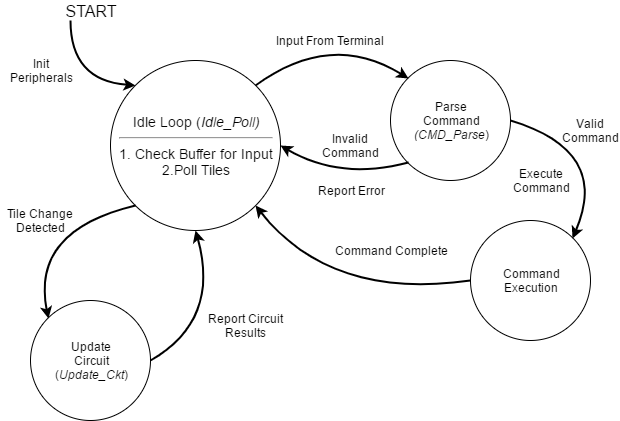 START
Init
Peripherals
Input From Terminal
Idle Loop (Idle_Poll)
1. Check Buffer for Input
2.Poll Tiles
Parse
Command
(CMD_Parse)
Invalid
Command
Report Error
Valid
Command
Execute
Command
Tile Change
Detected
Command Complete
Command
Execution
Report Circuit
Results
Update
Circuit
(Update_Ckt)